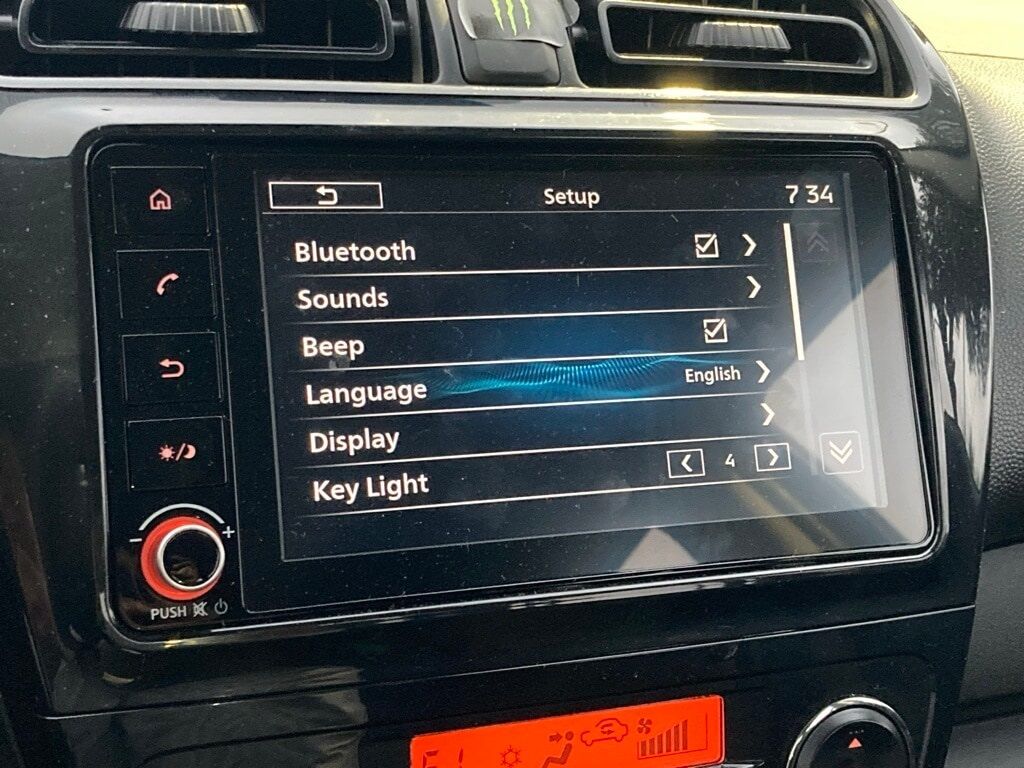 Setup 7 34
Bluetooth
Sounds
Beep
Language English
Display
Key Light 4
- +
PUSH